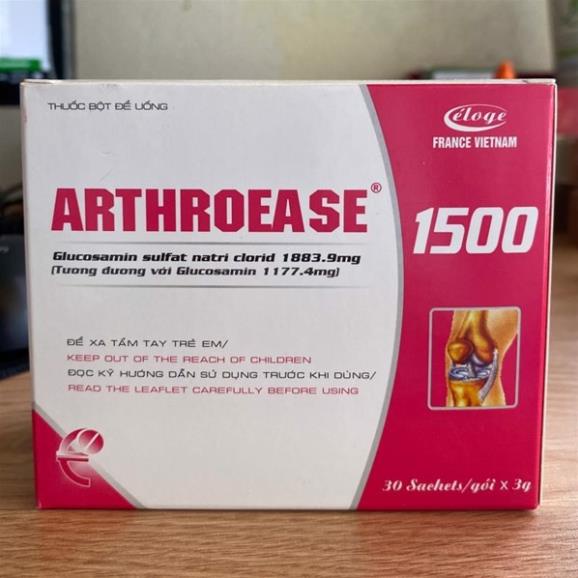 THUỐC BỘT ĐỂ UỐNG
éloge
FRANCE VIETNAM
ARTHROEASE®
1500
Glucosamin sulfat natri clorid 1883.9mg
(Tương đương với Glucosamin 1177.4mg)
ĐỂ XA TẦM TAY TRẺ EM/
KEEP OUT OF THE REACH OF CHILDREN
ĐỌC KỸ HƯỚNG DẪN SỬ DỤNG TRƯỚC KHI DÙNG/
READ THE LEAFLET CAREFULLY BEFORE USING
30 Sachets/gói x 3g